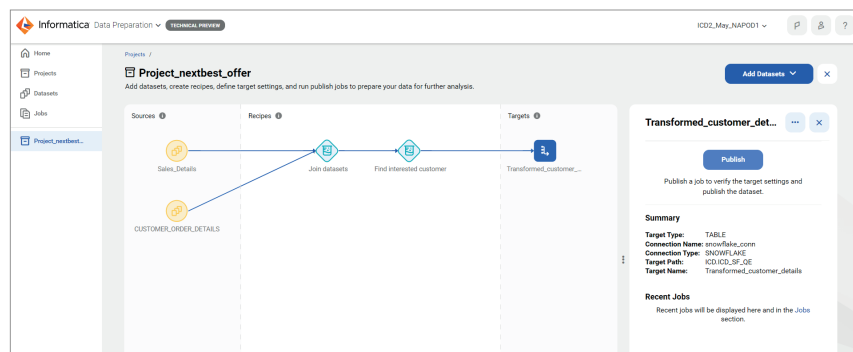 Informatica Data Preparation TECHNICAL PREVIEW
ICD2_May_NAPOD1
?
Home
Projects
Datasets
Jobs
Project_nextbest...
Projects /
Project_nextbest_offer
Add datasets, create recipes, define target settings, and run publish jobs to prepare your data for further analysis.
Add Datasets
Sources
Recipes
Targets
Sales_Details
Join datasets
Find interested customer
Transformed_customer_...
CUSTOMER_ORDER_DETAILS
Transformed_customer_det...
Publish
Publish a job to verify the target settings and
publish the dataset.
Summary
Target Type: TABLE
Connection Name: snowflake_conn
Connection Type: SNOWFLAKE
Target Path: ICD.ICD_SF_QE
Target Name: Transformed_customer_details
Recent Jobs
Recent jobs will be displayed here and in the Jobs
section.